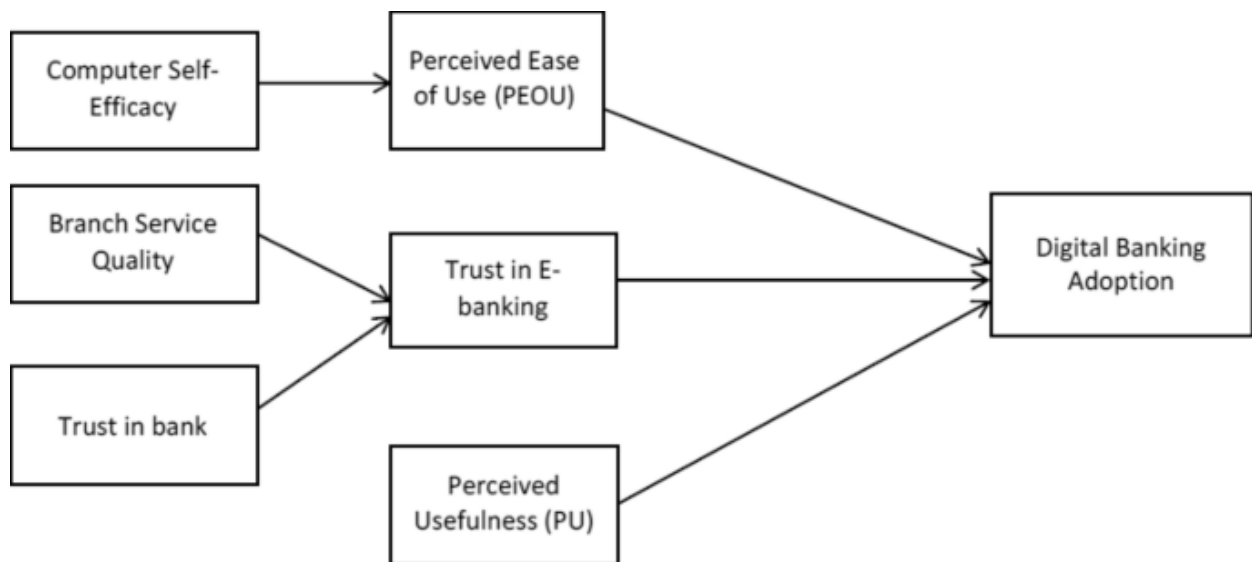 Computer Self-
Efficacy
Perceived Ease
of Use (PEOU)
Branch Service
Quality
Trust in E-
banking
Digital Banking
Adoption
Trust in bank
Perceived
Usefulness (PU)